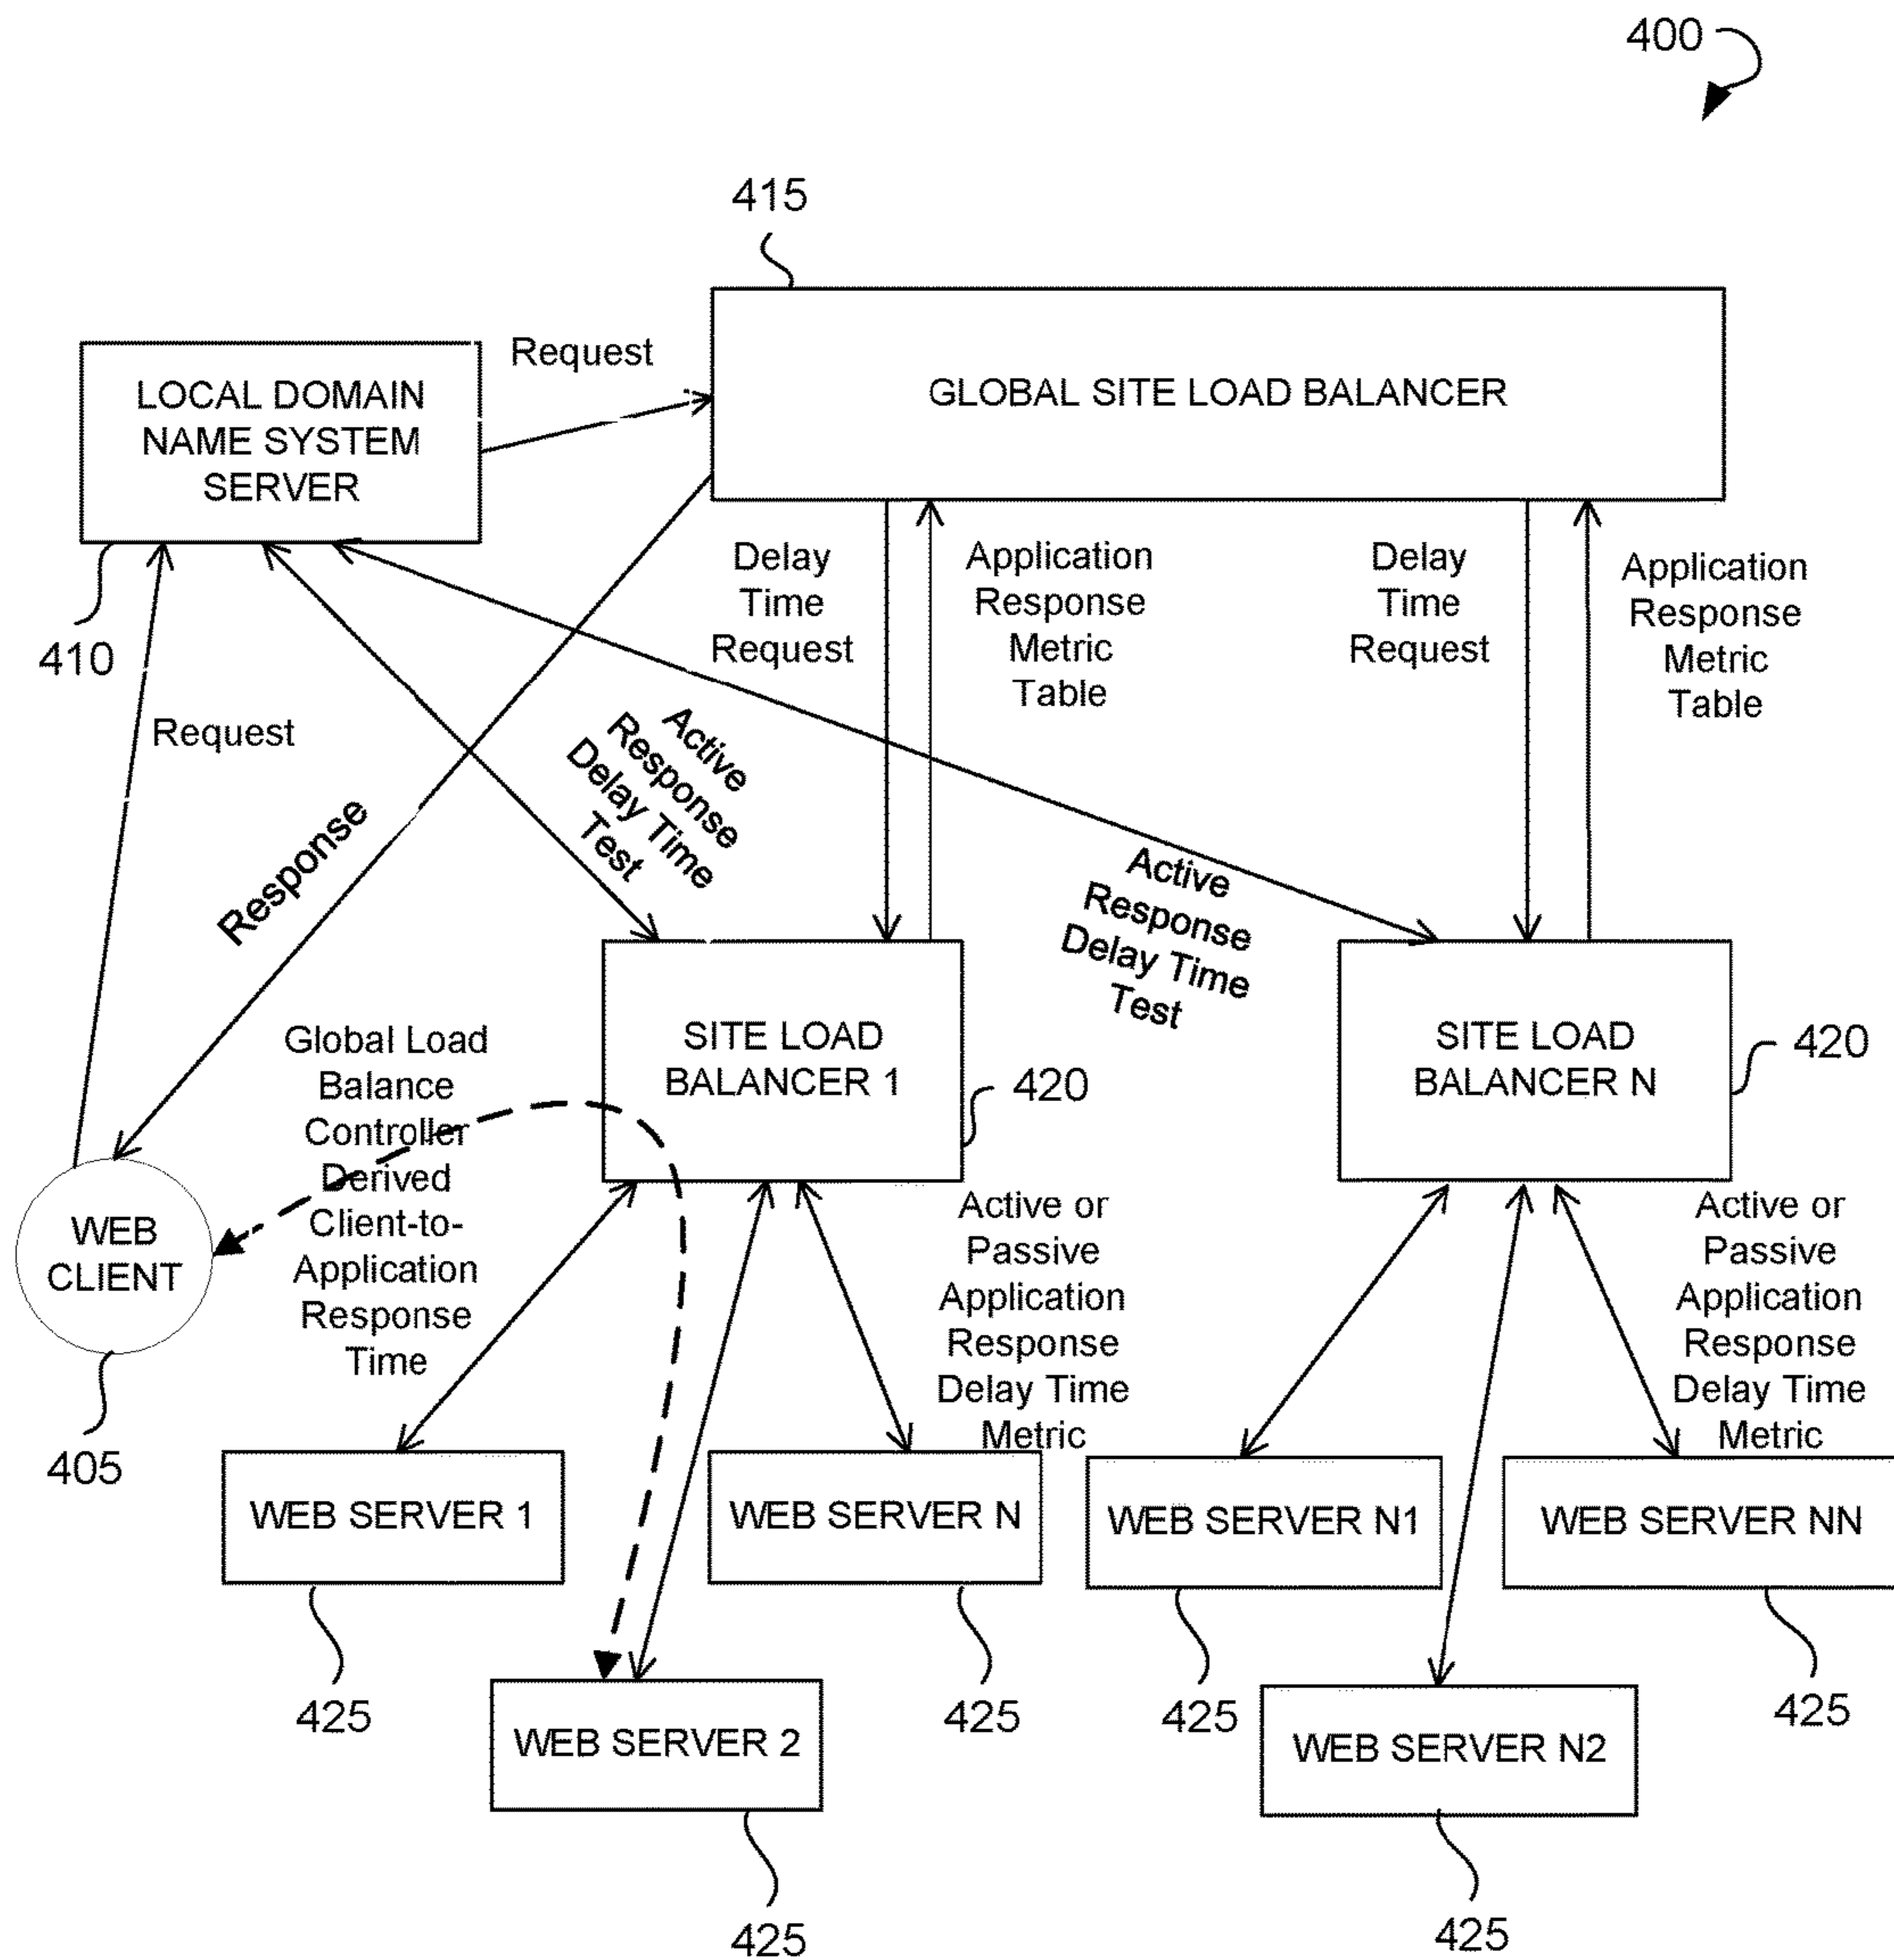 400
415
Request
LOCAL DOMAIN
NAME SYSTEM
SERVER
GLOBAL SITE LOAD BALANCER
410
Delay
Time
Request
Application
Response
Metric
Table
Delay
Time
Request
Application
Response
Metric
Table
Request
Response
Active
Response
Delay Time
Test
Active
Response
Delay Time
Test
SITE LOAD
BALANCER 1
420
SITE LOAD
BALANCER N
420
Global Load
Balance
Controller
Derived
Client-to-
Application
Response
Time
WEB
CLIENT
405
Active or
Passive
Application
Response
Delay Time
Metric
Active or
Passive
Application
Response
Delay Time
Metric
WEB SERVER 1
WEB SERVER N
WEB SERVER N1
WEB SERVER NN
425
425
425
425
WEB SERVER 2
WEB SERVER N2
425
425